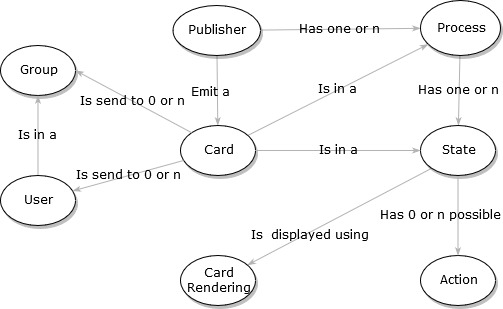 Publisher
Has one or n
Process
Group
Emit a
Is in a
Has one or n
Is send to 0 or n
Is in a
Card
Is in a
State
Is send to 0 or n
User
Has 0 or n possible
Is  displayed using
Card
Rendering
Action